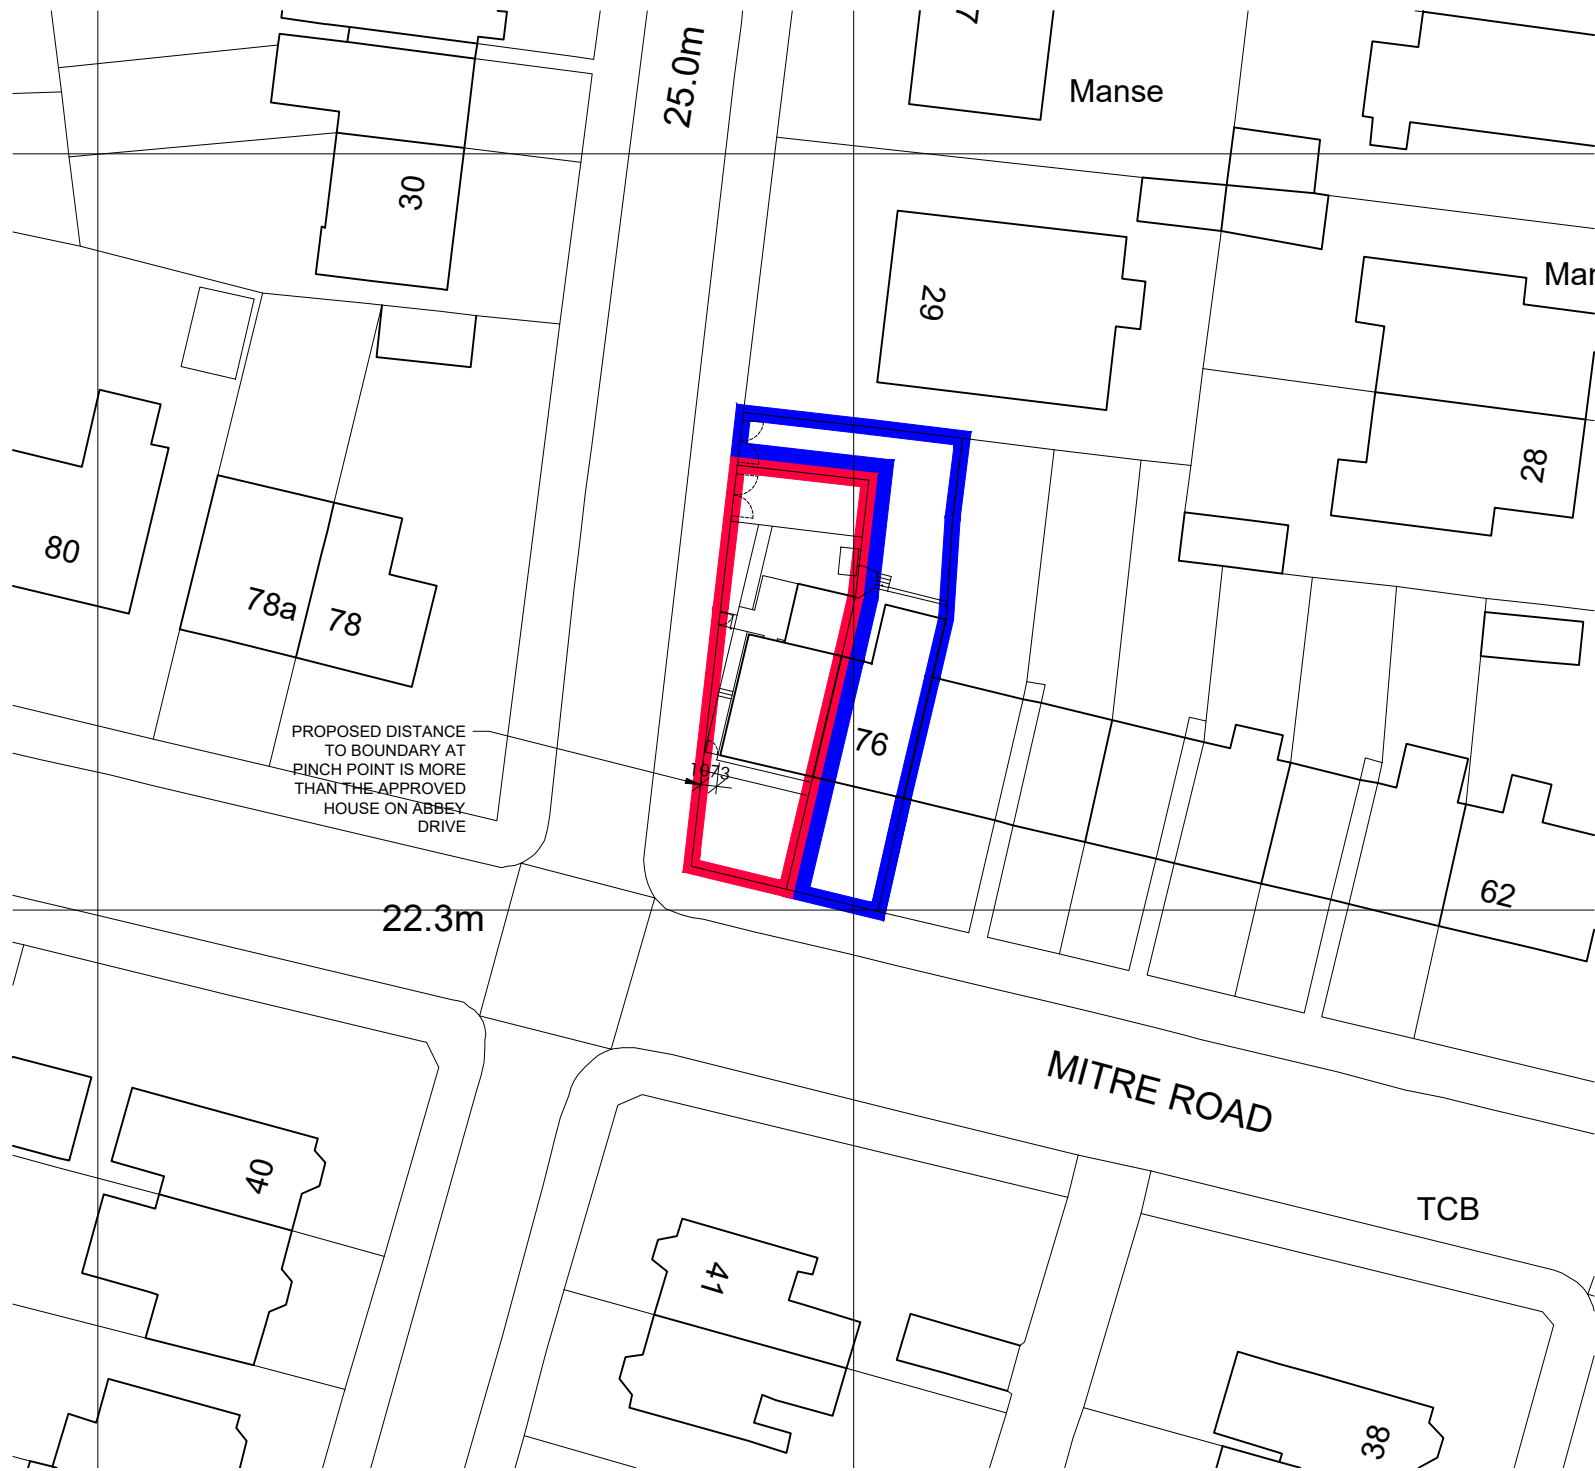 25.0m
7
Manse
30
29
Mar
28
80
78a
78
PROPOSED DISTANCE
TO BOUNDARY AT
PINCH POINT IS MORE
THAN THE APPROVED
HOUSE ON ABBEY
DRIVE
1073
76
62
22.3m
MITRE ROAD
40
41
TCB
38